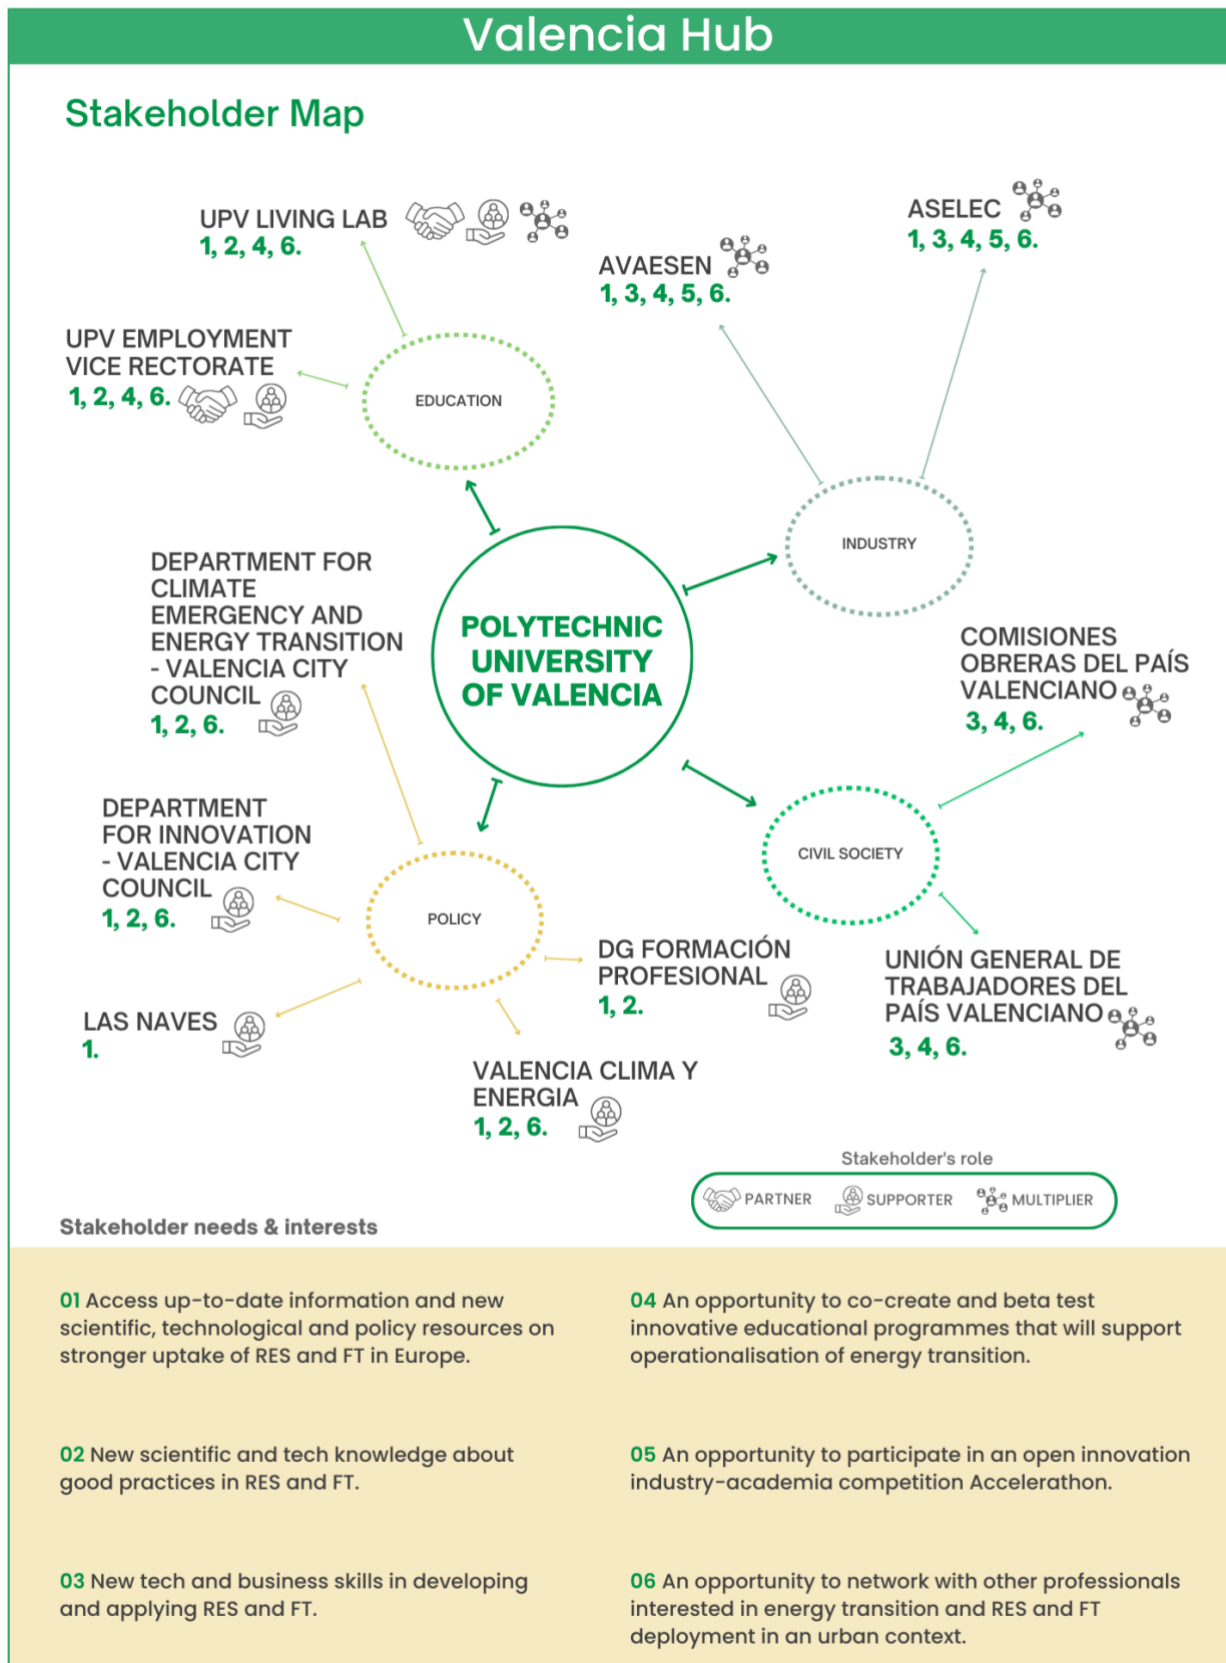 Valencia Hub
Stakeholder Map
UPV LIVING LAB
1, 2, 4, 6.
ASELEC
1, 3, 4, 5, 6.
AVAESEN
1, 3, 4, 5, 6.
UPV EMPLOYMENT
VICE RECTORATE
1, 2, 4, 6.
EDUCATION
INDUSTRY
DEPARTMENT FOR
CLIMATE
EMERGENCY AND
ENERGY TRANSITION
- VALENCIA CITY
COUNCIL
1, 2, 6.
POLYTECHNIC
UNIVERSITY
OF VALENCIA
COMISIONES
OBRERAS DEL PAÍS
VALENCIANO
3, 4, 6.
DEPARTMENT
FOR INNOVATION
- VALENCIA CITY
COUNCIL
1, 2, 6.
CIVIL SOCIETY
POLICY
DG FORMACIÓN
PROFESIONAL
1, 2.
UNIÓN GENERAL DE
TRABAJADORES DEL
PAÍS VALENCIANO
3, 4, 6.
LAS NAVES
1.
VALENCIA CLIMA Y
ENERGIA
1, 2, 6.
Stakeholder's role
PARTNER SUPPORTER MULTIPLIER
Stakeholder needs & interests
01 Access up-to-date information and new
scientific, technological and policy resources on
stronger uptake of RES and FT in Europe.
02 New scientific and tech knowledge about
good practices in RES and FT.
03 New tech and business skills in developing
and applying RES and FT.
04 An opportunity to co-create and beta test
innovative educational programmes that will support
operationalisation of energy transition.
05 An opportunity to participate in an open innovation
industry-academia competition Accelerathon.
06 An opportunity to network with other professionals
interested in energy transition and RES and FT
deployment in an urban context.